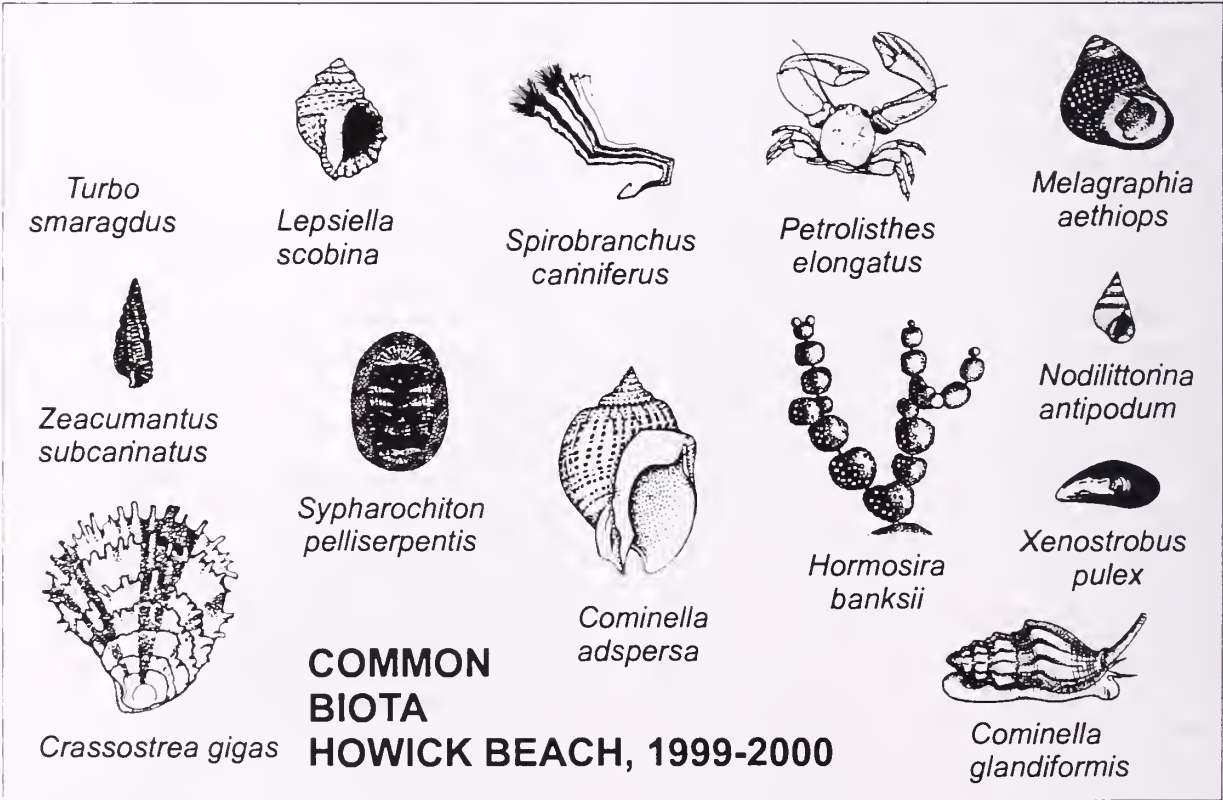 Turbo
smaragdus
Lepsiella
scobina
Spirobranchus
cariniferus
Petrolisthes
elongatus
Melagraphia
aethiops
Zeacumantus
subcarinatus
Sypharochiton
pelliserpentis
Cominella
adspersa
Hormosira
banksii
Nodilittorina
antipodum
Xenostrobus
pulex
Crassostrea gigas
COMMON
BIOTA
HOWICK BEACH, 1999-2000
Cominella
glandiformis